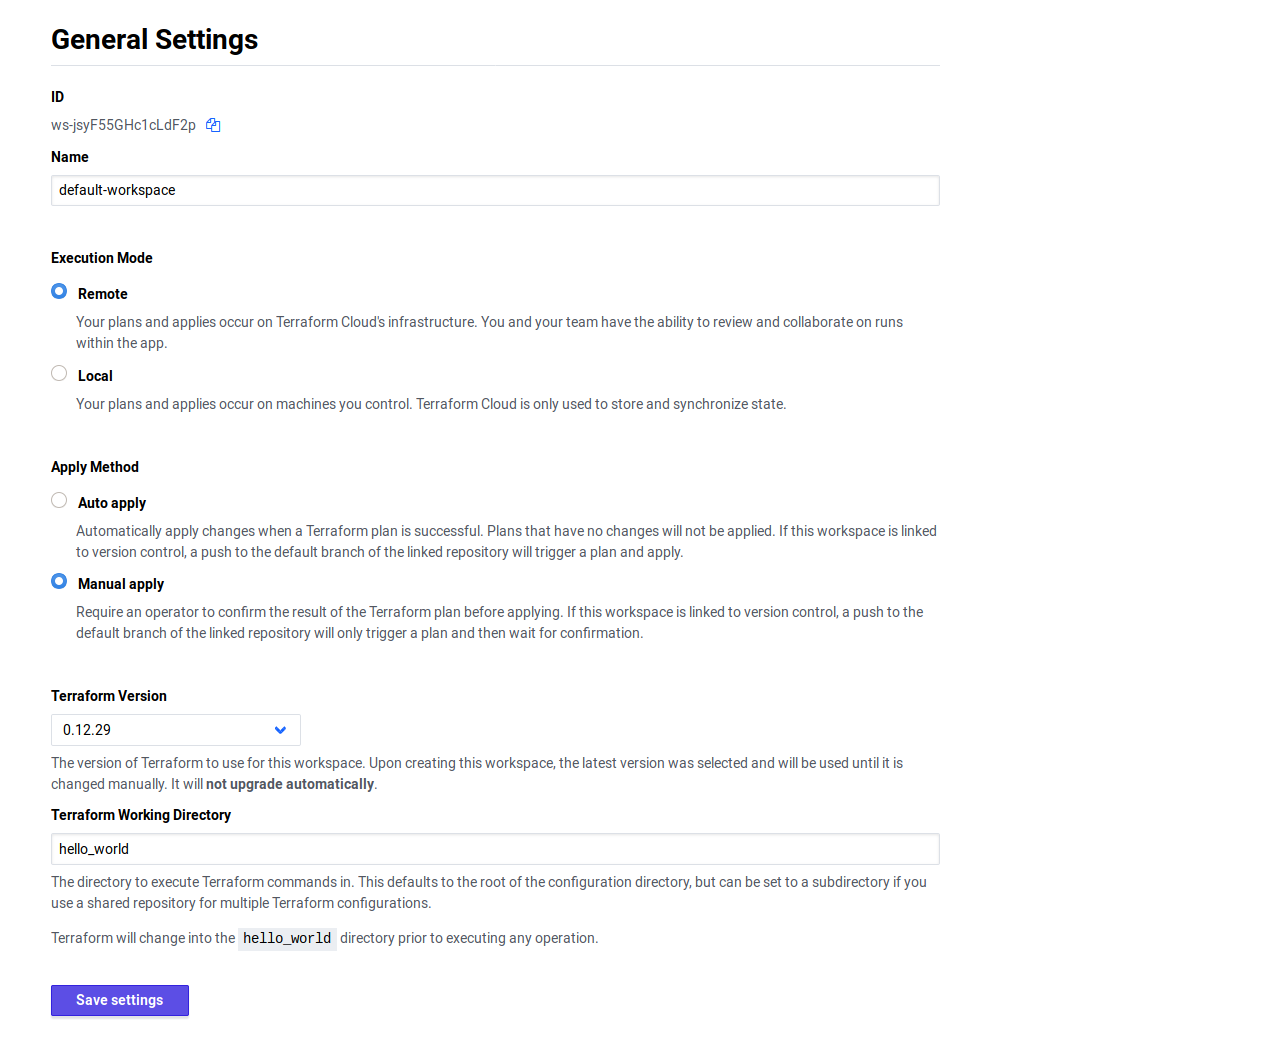 General Settings
ID
ws-jsyF55GHc1cLdF2p
Name
default-workspace
Execution Mode
Remote
Your plans and applies occur on Terraform Cloud's infrastructure. You and your team have the ability to review and collaborate on runs
within the app.
Local
Your plans and applies occur on machines you control. Terraform Cloud is only used to store and synchronize state.
Apply Method
Auto apply
Automatically apply changes when a Terraform plan is successful. Plans that have no changes will not be applied. If this workspace is linked
to version control, a push to the default branch of the linked repository will trigger a plan and apply.
Manual apply
Require an operator to confirm the result of the Terraform plan before applying. If this workspace is linked to version control, a push to the
default branch of the linked repository will only trigger a plan and then wait for confirmation.
Terraform Version
0.12.29
The version of Terraform to use for this workspace. Upon creating this workspace, the latest version was selected and will be used until it is
changed manually. It will not upgrade automatically.
Terraform Working Directory
hello_world
The directory to execute Terraform commands in. This defaults to the root of the configuration directory, but can be set to a subdirectory if you
use a shared repository for multiple Terraform configurations.
Terraform will change into the hello_world directory prior to executing any operation.
Save settings